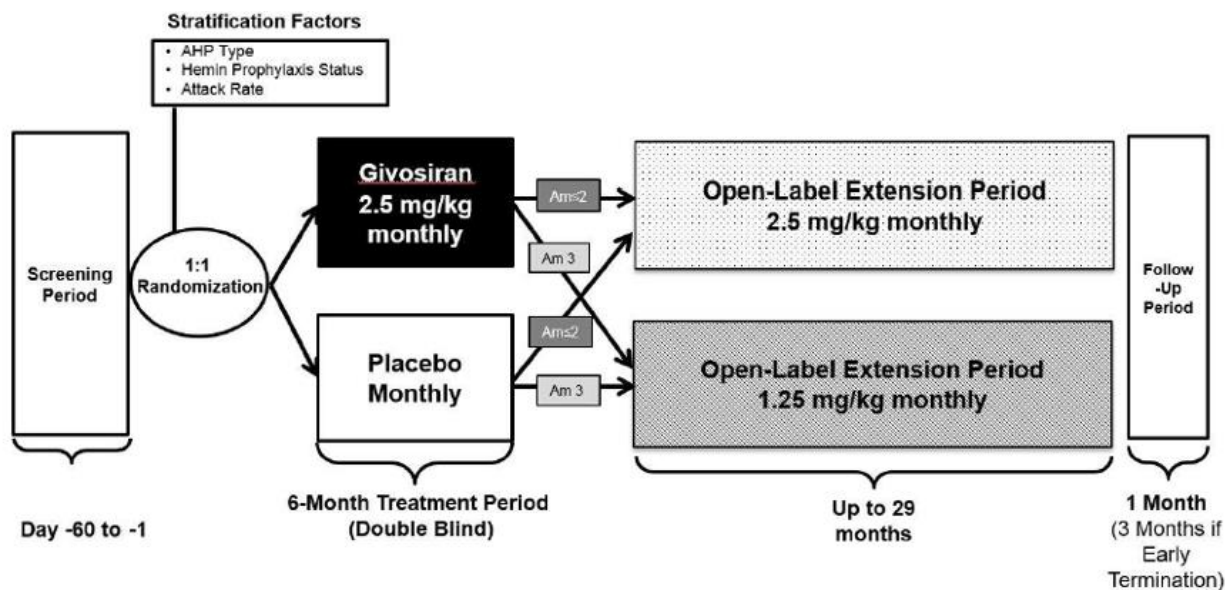 Stratification Factors
• AHP Type
• Hemin Prophylaxis Status
• Attack Rate
Screening
Period
1:1
Randomization
Givosiran
2.5 mg/kg
monthly
Placebo
Monthly
Am≤2
Am 3
Am≤2
Am 3
Open-Label Extension Period
2.5 mg/kg monthly
Open-Label Extension Period
1.25 mg/kg monthly
Follow
-Up
Period
Day -60 to -1
6-Month Treatment Period
(Double Blind)
Up to 29
months
1 Month
(3 Months if
Early
Termination)